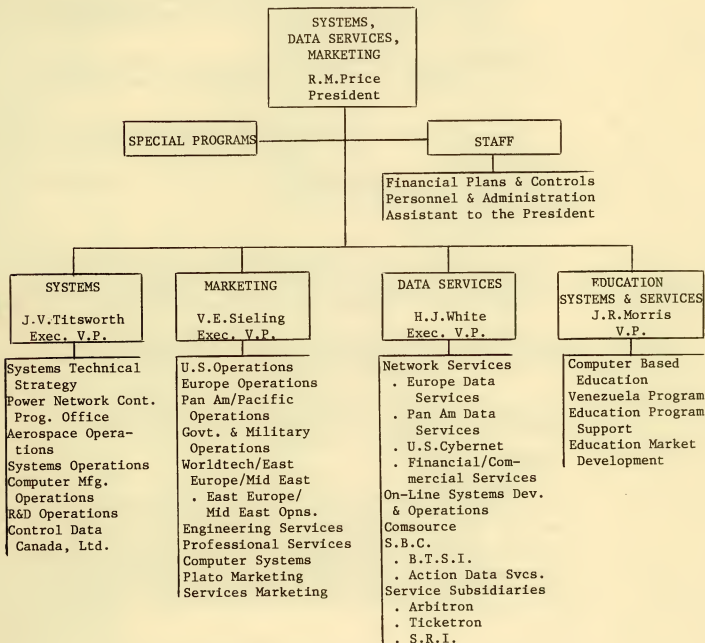 SYSTEMS,
DATA SERVICES,
MARKETING
R.M.Price
President
SPECIAL PROGRAMS
STAFF
Financial Plans & Controls
Personnel & Administration
Assistant to the President
SYSTEMS
J.V.Titsworth
Exec. V.P.
Systems Technical
Strategy
Power Network Cont.
Prog. Office
Aerospace Opera-
tions
Systems Operations
Computer Mfg.
Operations
R&D Operations
Control Data
Canada, Ltd.
MARKETING
V.E.Sieling
Exec. V.P.
U.S.Operations
Europe Operations
Pan Am/Pacific
Operations
Govt. & Military
Operations
Worldtech/East
Europe/Mid East
. East Europe/
Mid East Opns.
Engineering Services
Professional Services
Computer Systems
Plato Marketing
Services Marketing
DATA SERVICES
H.J.White
Exec. V.P.
Network Services
. Europe Data
Services
. Pan Am Data
Services
. U.S.Cybernet
. Financial/Com-
mercial Services
On-Line Systems Dev.
& Operations
Comsource
S.B.C.
. B.T.S.I.
. Action Data Svcs.
Service Subsidiaries
. Arbitron
. Ticketron
. S.R.I.
EDUCATION
SYSTEMS & SERVICES
J.R.Morris
V.P.
Computer Based
Education
Venezuela Program
Education Program
Support
Education Market
Development